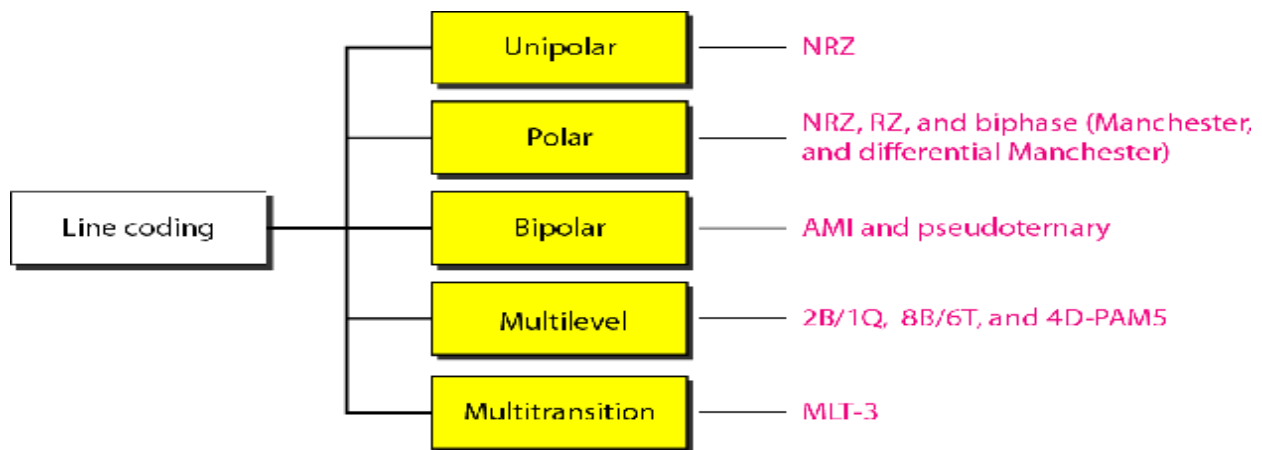 Line coding
Unipolar
NRZ
Polar
NRZ, RZ, and biphase (Manchester,
and differential Manchester)
Bipolar
AMI and pseudoternary
Multilevel
2B/1Q, 8B/6T, and 4D-PAM5
Multitransition
MLT-3